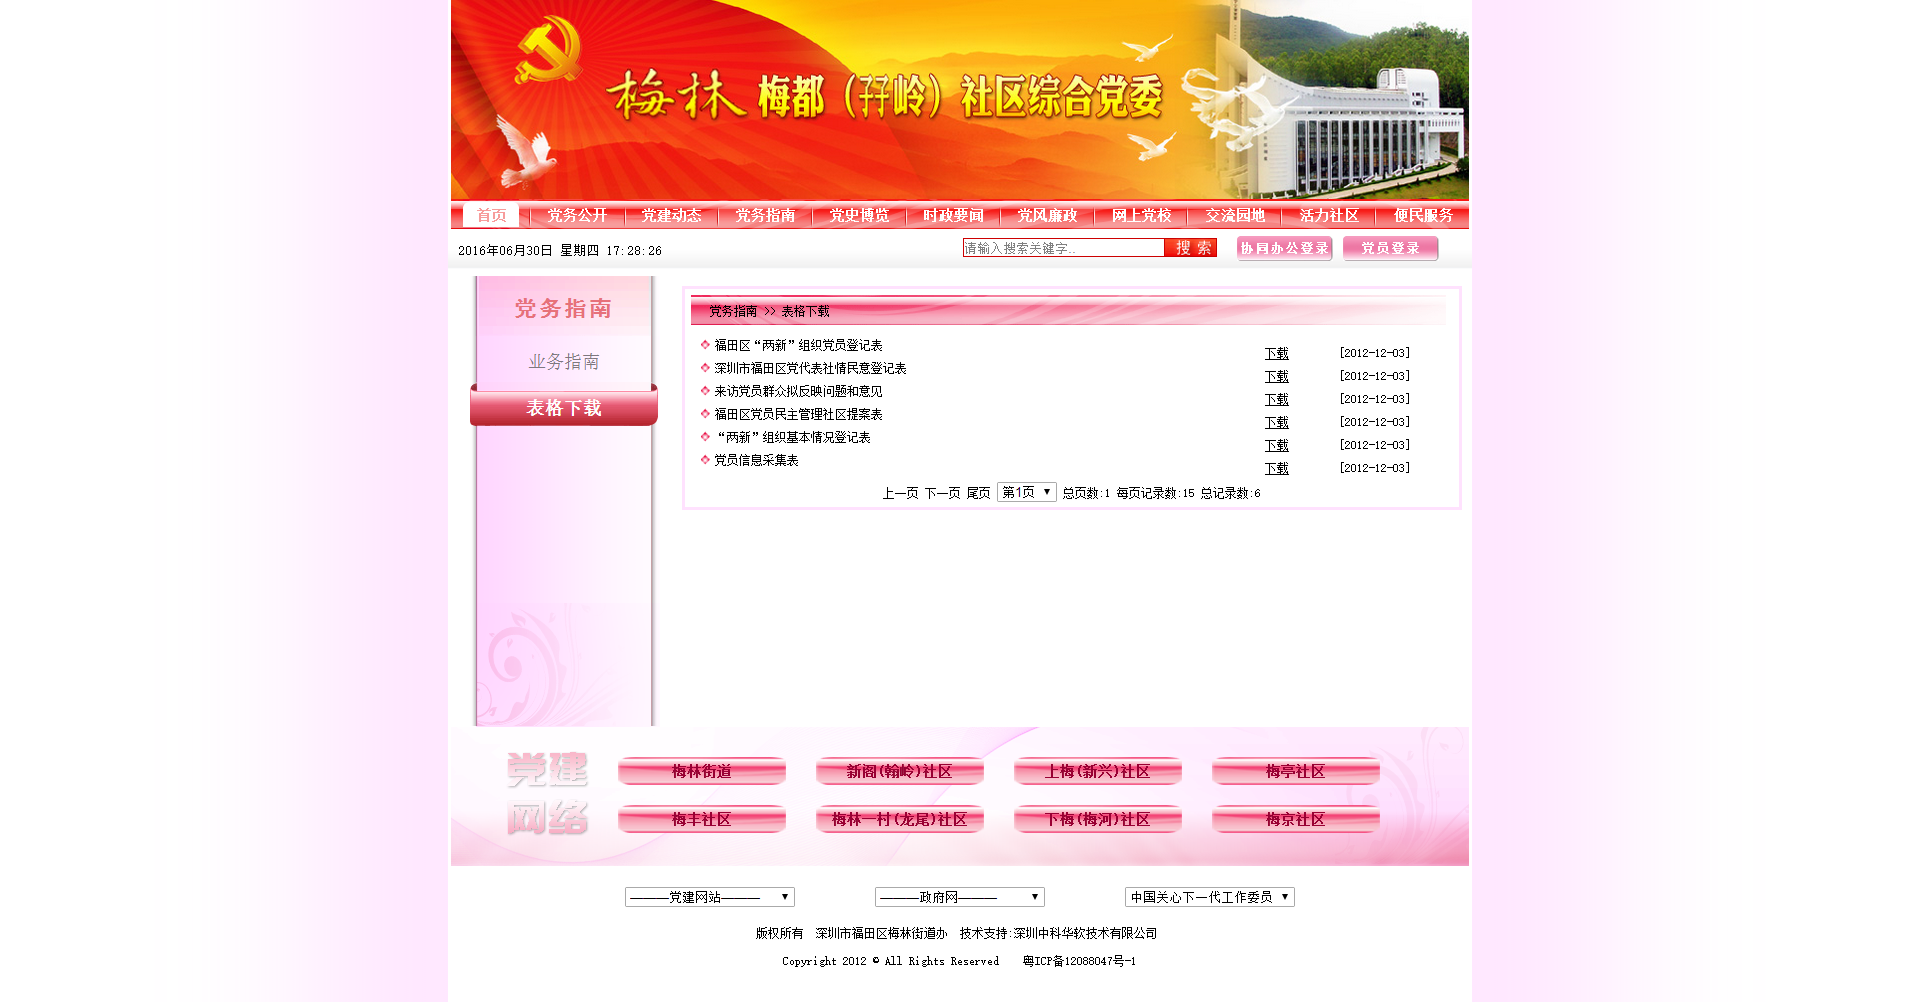 梅林 梅都（孖岭）社区综合党委
首页 党务公开 党建动态 党务指南 党史博览 时政要闻 党风廉政 网上党校 交流园地 活力社区 便民服务
2016年06月30日 星期四 17:28:26 请输入搜索关键字.. 搜 索 协同办公登录 党员登录
党务指南
业务指南
表格下载
党务指南 >> 表格下载
福田区“两新”组织党员登记表 下载 [2012-12-03]
深圳市福田区党代表社情民意登记表 下载 [2012-12-03]
来访党员群众拟反映问题和意见 下载 [2012-12-03]
福田区党员民主管理社区提案表 下载 [2012-12-03]
“两新”组织基本情况登记表 下载 [2012-12-03]
党员信息采集表 下载 [2012-12-03]
上一页 下一页 尾页 第1页 总页数:1 每页记录数:15 总记录数:6
党建网络
梅林街道 新阁(翰岭)社区 上梅(新兴)社区 梅亭社区
梅丰社区 梅林一村(龙尾)社区 下梅(梅河)社区 梅京社区
———党建网站——— ———政府网——— 中国关心下一代工作委员
版权所有 深圳市福田区梅林街道办 技术支持:深圳中科华软技术有限公司
Copyright 2012 © All Rights Reserved 粤ICP备12088047号-1